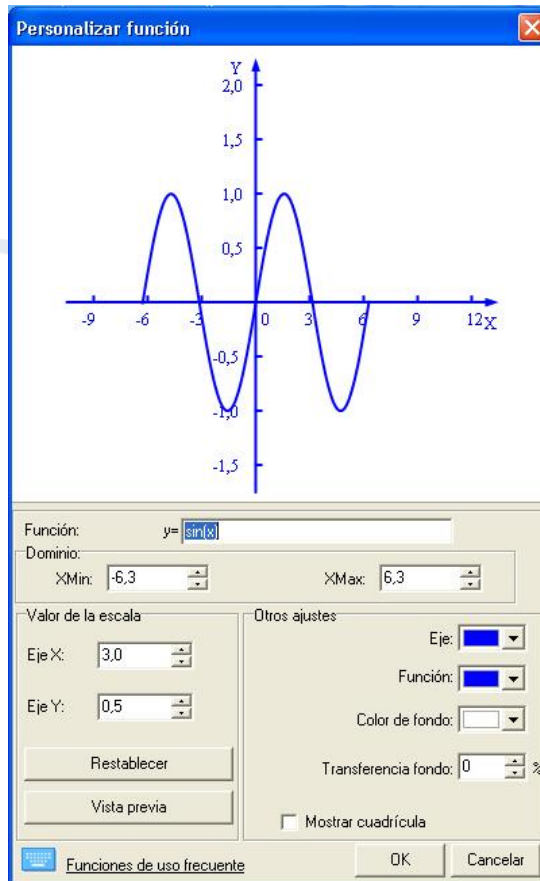 Personalizar función
Y
2,0
1,5
1,0
0,5
-9 -6 -3 0 3 6 9 12 X
-0,5
-1,0
-1,5
Función: y= sin(x)
Dominio:
XMin: -6,3 XMax: 6,3
Valor de la escala
Eje X: 3,0
Eje Y: 0,5
Restablecer
Vista previa
Otros ajustes
Eje:
Función:
Color de fondo:
Transferencia fondo: 0 %
Mostrar cuadrícula
Funciones de uso frecuente
OK Cancelar